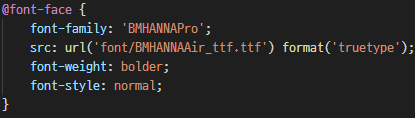 @font-face {
    font-family: 'BMHANNAPro';
    src: url('font/BMHANNAAir_ttf.ttf') format('truetype');
    font-weight: bolder;
    font-style: normal;
}